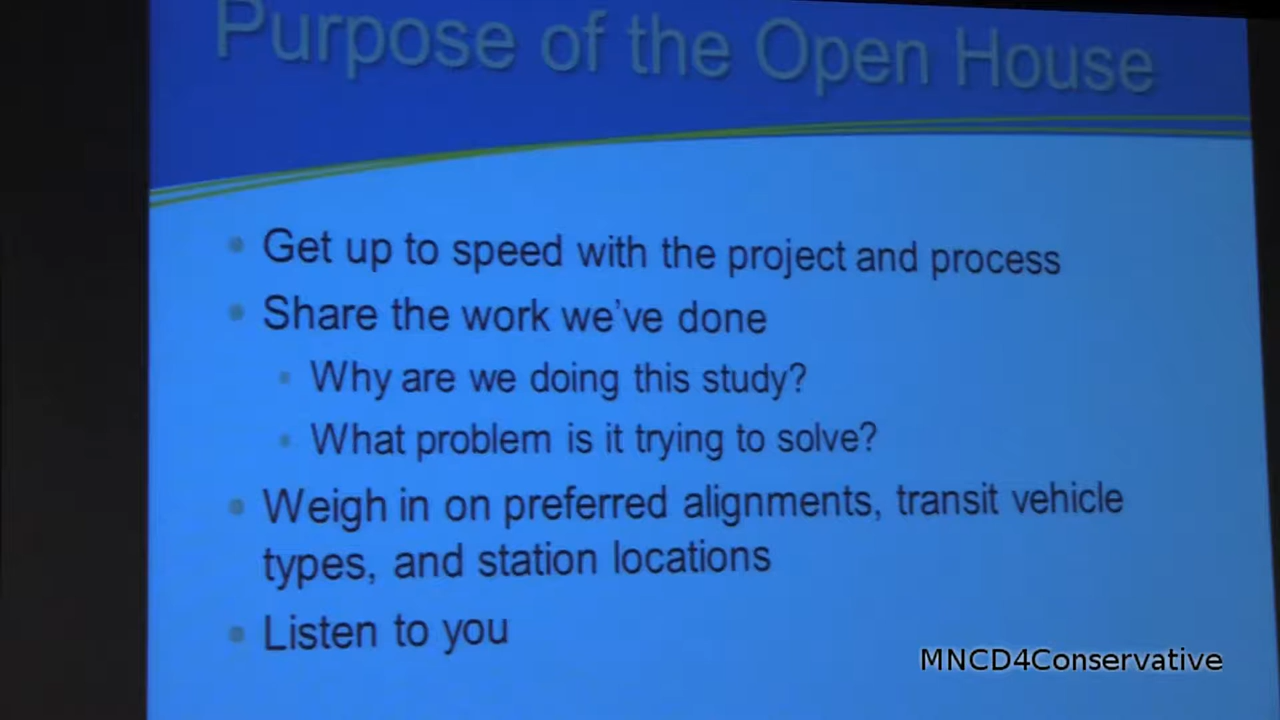 Purpose of the Open House
Get up to speed with the project and process
Share the work we've done
Why are we doing this study?
What problem is it trying to solve?
Weigh in on preferred alignments, transit vehicle
types, and station locations
Listen to you
MNCD4Conservative